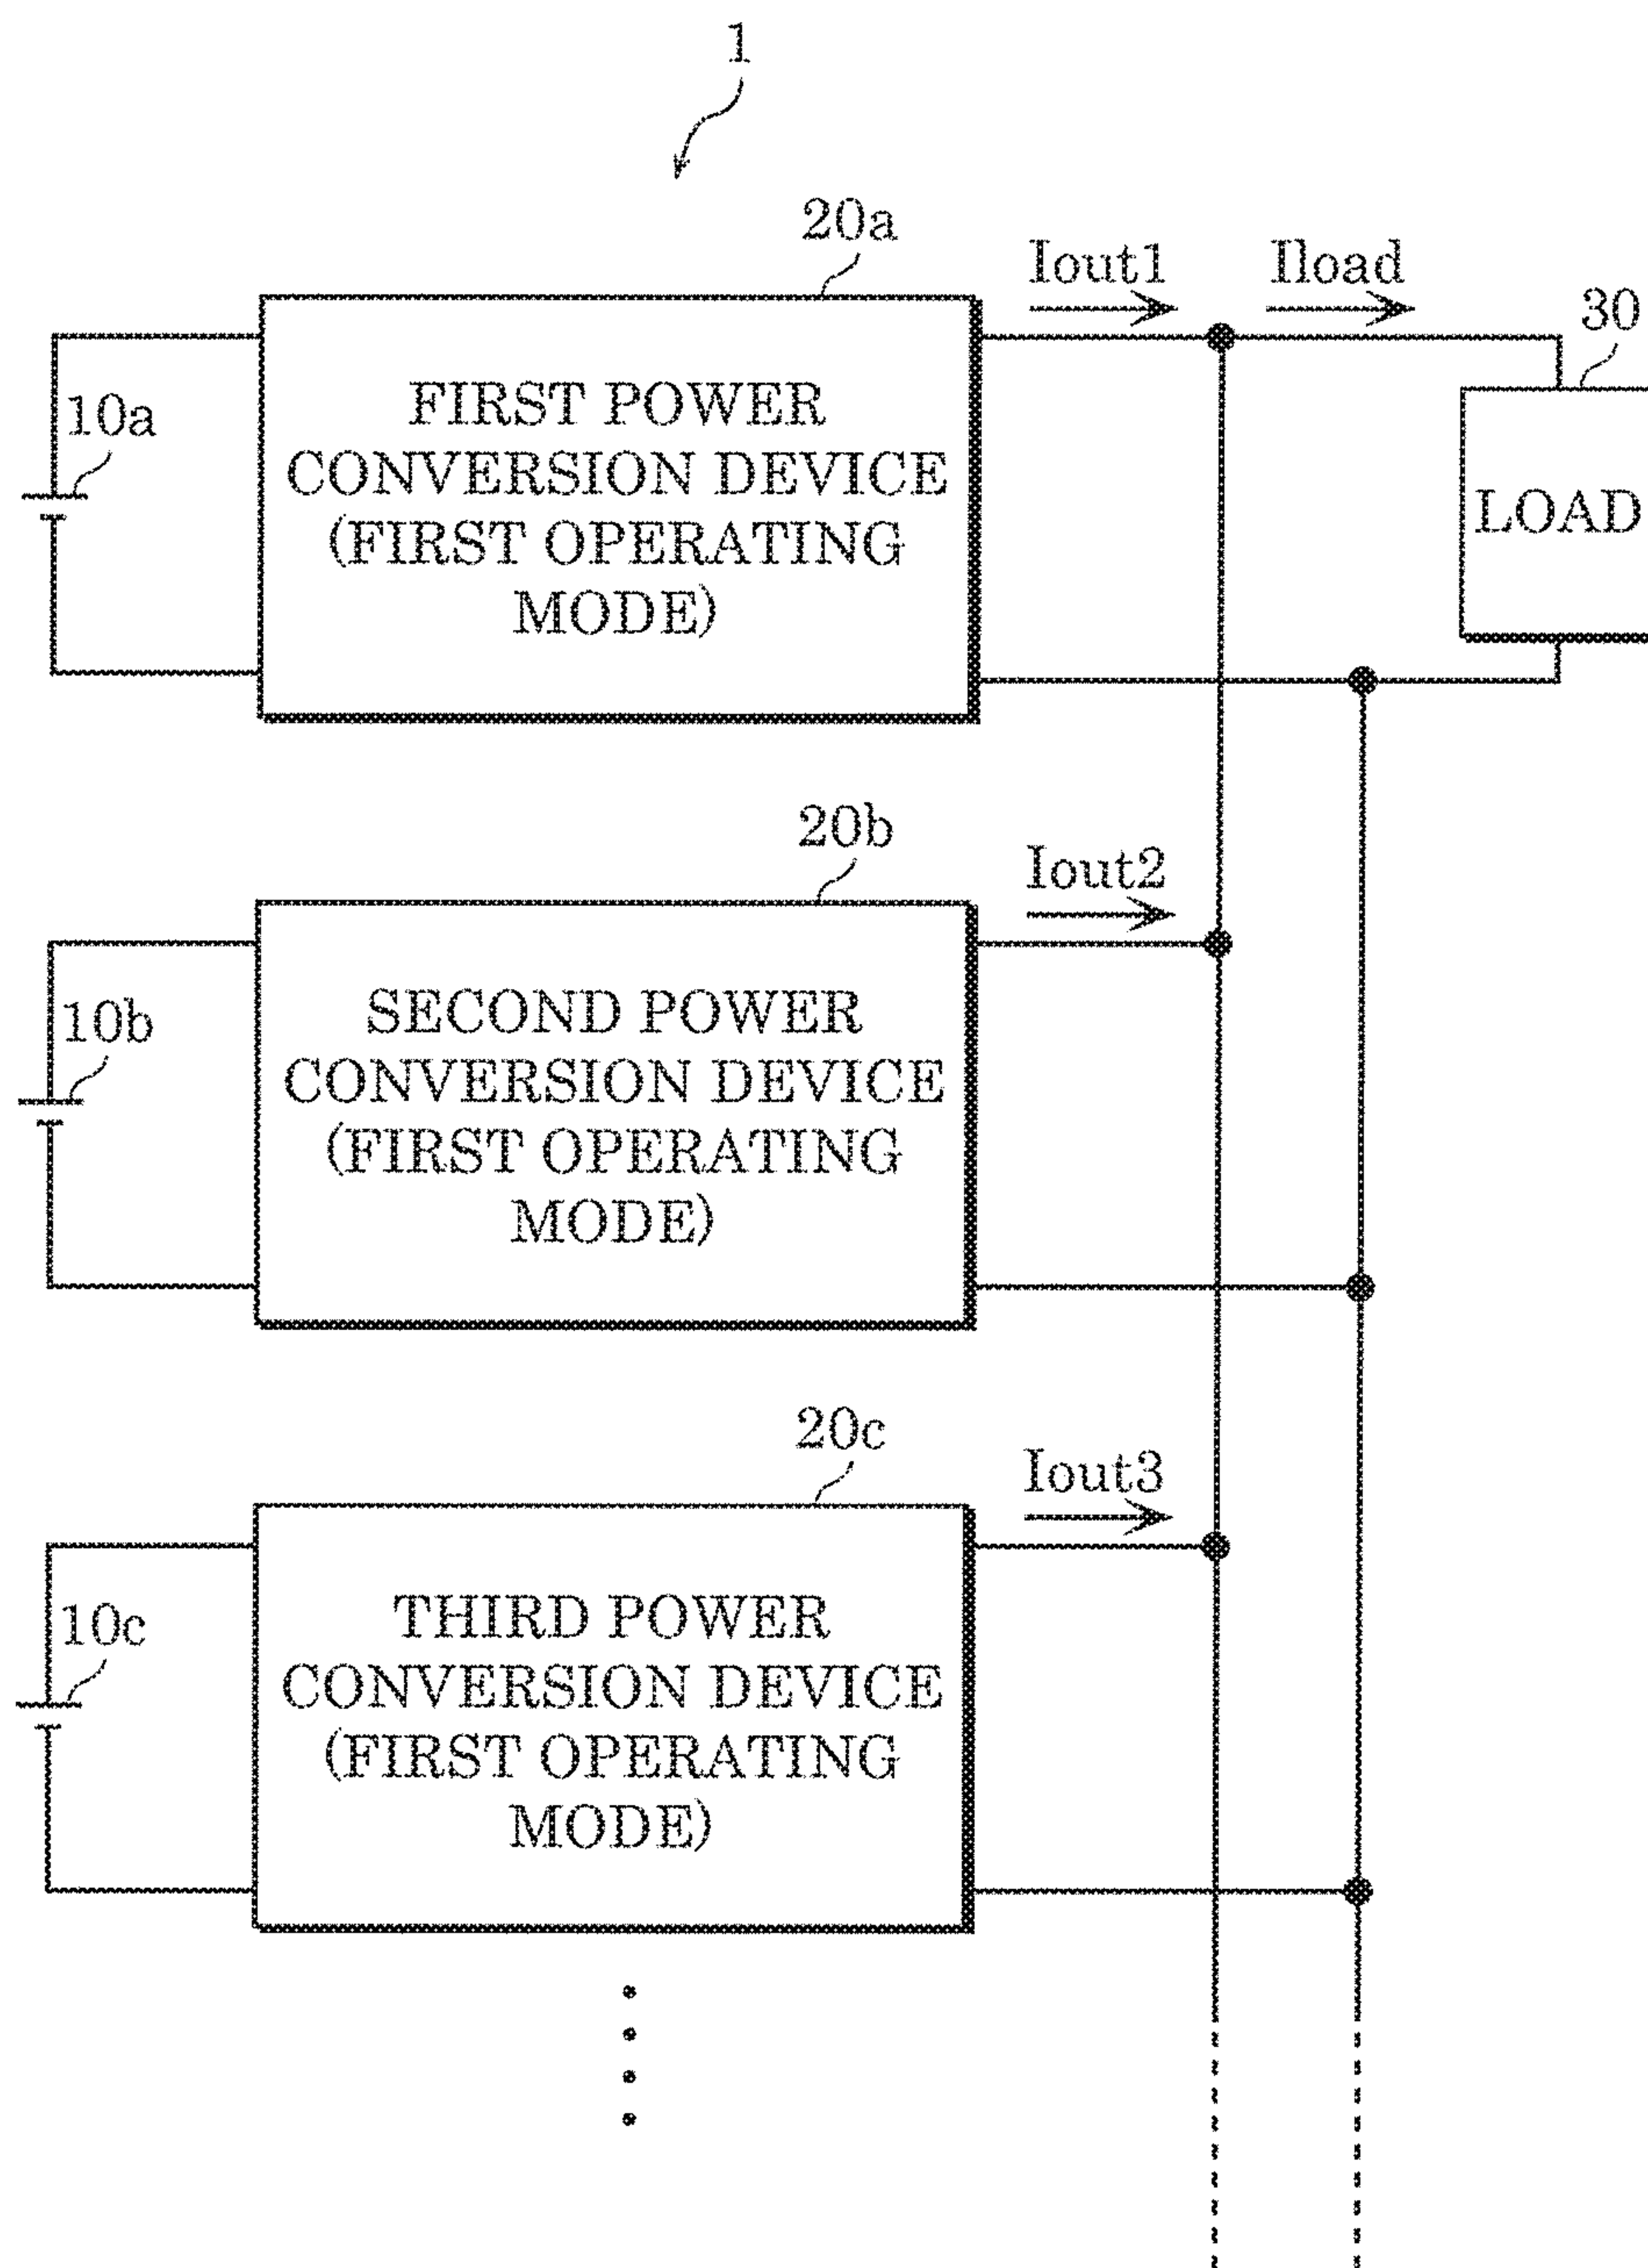 1
20a
Iout1
Iload
30
10a
FIRST POWER
CONVERSION DEVICE
(FIRST OPERATING
MODE)
LOAD
20b
Iout2
10b
SECOND POWER
CONVERSION DEVICE
(FIRST OPERATING
MODE)
20c
Iout3
10c
THIRD POWER
CONVERSION DEVICE
(FIRST OPERATING
MODE)